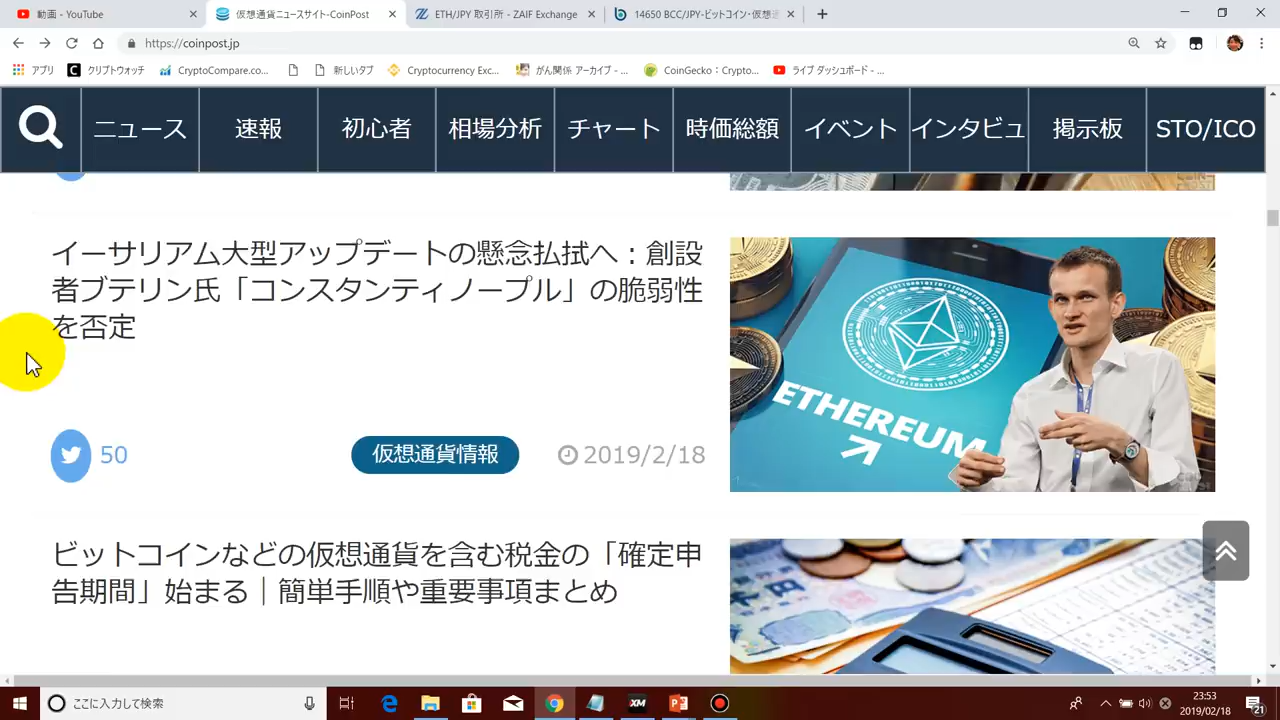 動画 - YouTube
仮想通貨ニュースサイト-CoinPost
ETH/JPY 取引所 - ZAIF Exchange
14650 BCC/JPY-ビットコイン・仮想通
https://coinpost.jp
アプリ
クリプトウォッチ
CryptoCompare.co...
新しいタブ
Cryptocurrency Exc...
がん関係 アーカイブ - ...
CoinGecko：Crypto...
ライブ ダッシュボード - ...
ニュース
速報
初心者
相場分析
チャート
時価総額
イベント
インタビュ
掲示板
STO/ICO
イーサリアム大型アップデートの懸念払拭へ：創設
者ブテリン氏「コンスタンティノープル」の脆弱性
を否定
ETHEREUM
50
仮想通貨情報
2019/2/18
ビットコインなどの仮想通貨を含む税金の「確定申
告期間」始まる｜簡単手順や重要事項まとめ
ここに入力して検索
XM
23:53
2019/02/18
21